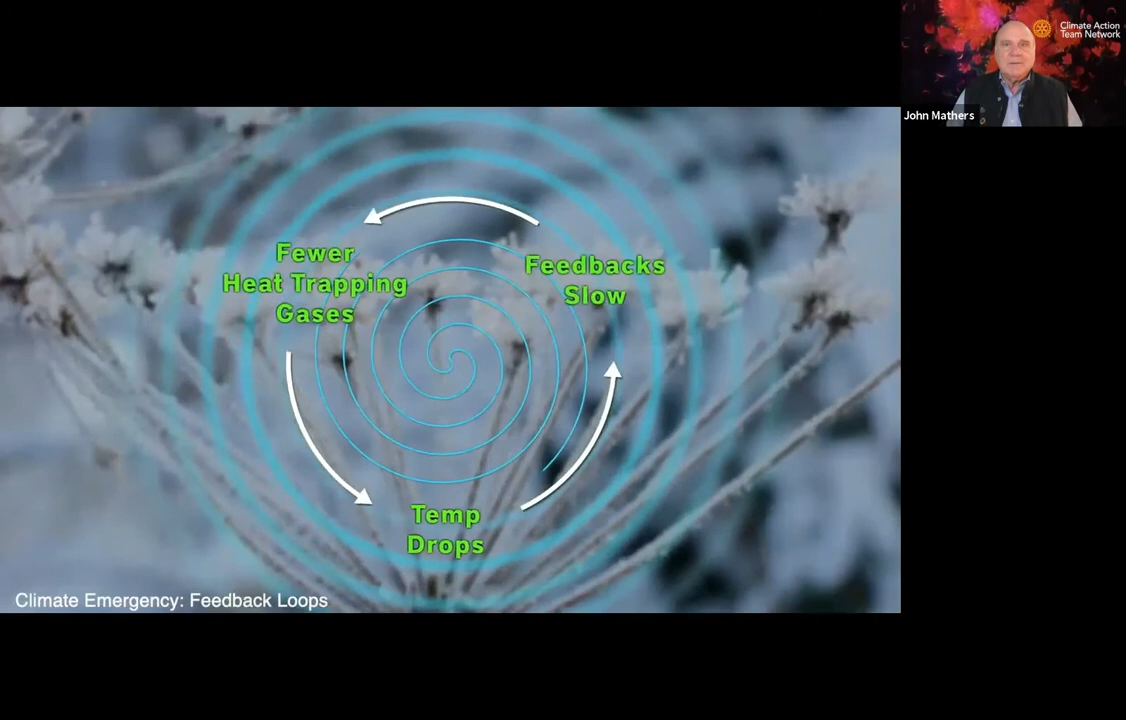 Climate Action
Team Network
John Mathers
Fewer
Heat Trapping
Gases
Feedbacks
Slow
Temp
Drops
Climate Emergency: Feedback Loops